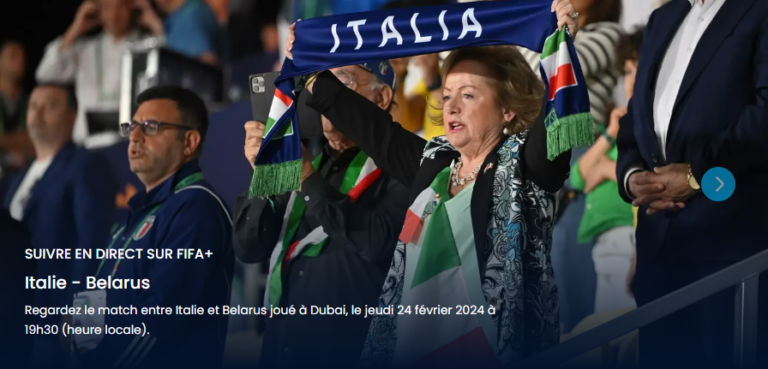 ITALIA
SUIVRE EN DIRECT SUR FIFA+
Italie - Belarus
Regardez le match entre Italie et Belarus joué à Dubai, le jeudi 24 février 2024 à
19h30 (heure locale).